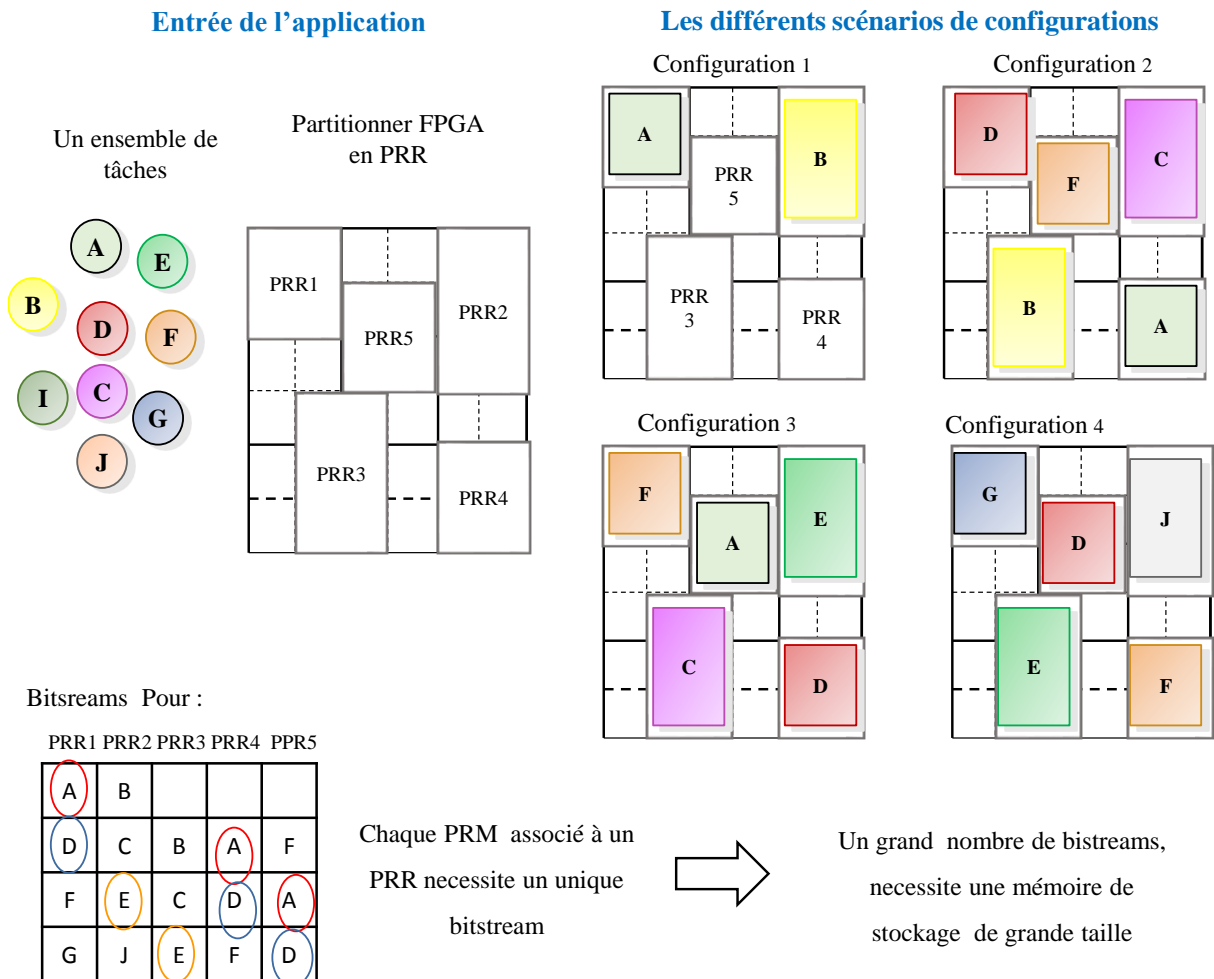 Entrée de l’application
Les différents scénarios de configurations
Un ensemble de
tâches
Partitionner FPGA
en PRR
A
E
B
D
F
I
C
G
J
PRR1
PRR2
PRR5
PRR3
PRR4
Configuration 1
A
B
PRR
5
PRR
3
PRR
4
Configuration 2
D
C
F
B
A
Configuration 3
F
E
A
C
D
Configuration 4
G
J
D
E
F
Bitsreams Pour :
PRR1 PRR2 PRR3 PRR4 PPR5
A B
D C B A F
F E C D A
G J E F D
Chaque PRM associé à un
PRR necessite un unique
bitstream
Un grand nombre de bistreams,
necessite une mémoire de
stockage de grande taille